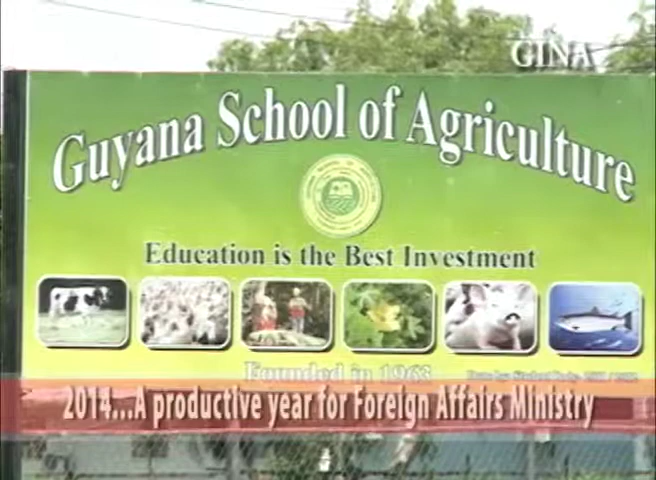 GINA
Guyana School of Agriculture
Education is the Best Investment
Founded in 1963
2014...A productive year for Foreign Affairs Ministry